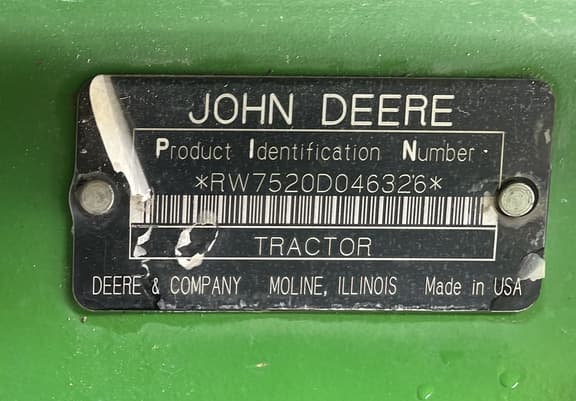 JOHN DEERE
Product Identification Number
*RW7520D046326*
TRACTOR
DEERE & COMPANY MOLINE, ILLINOIS Made in USA